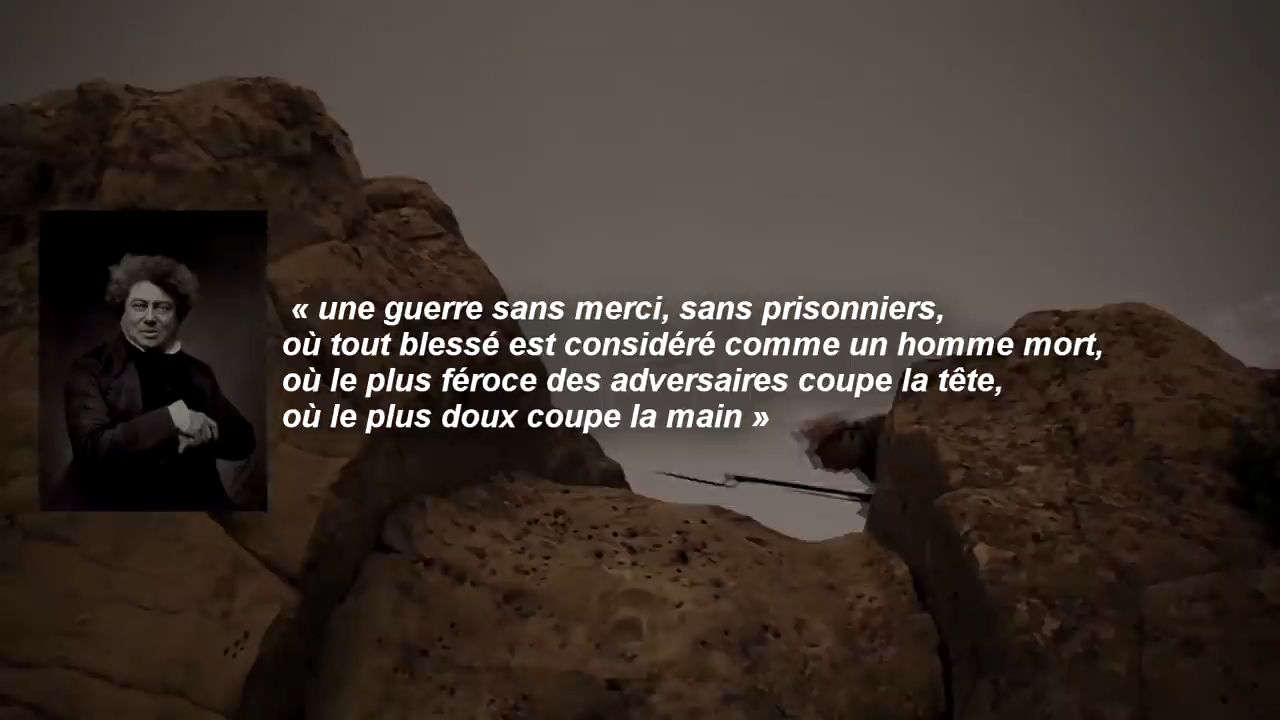 « une guerre sans merci, sans prisonniers,
où tout blessé est considéré comme un homme mort,
où le plus féroce des adversaires coupe la tête,
où le plus doux coupe la main »